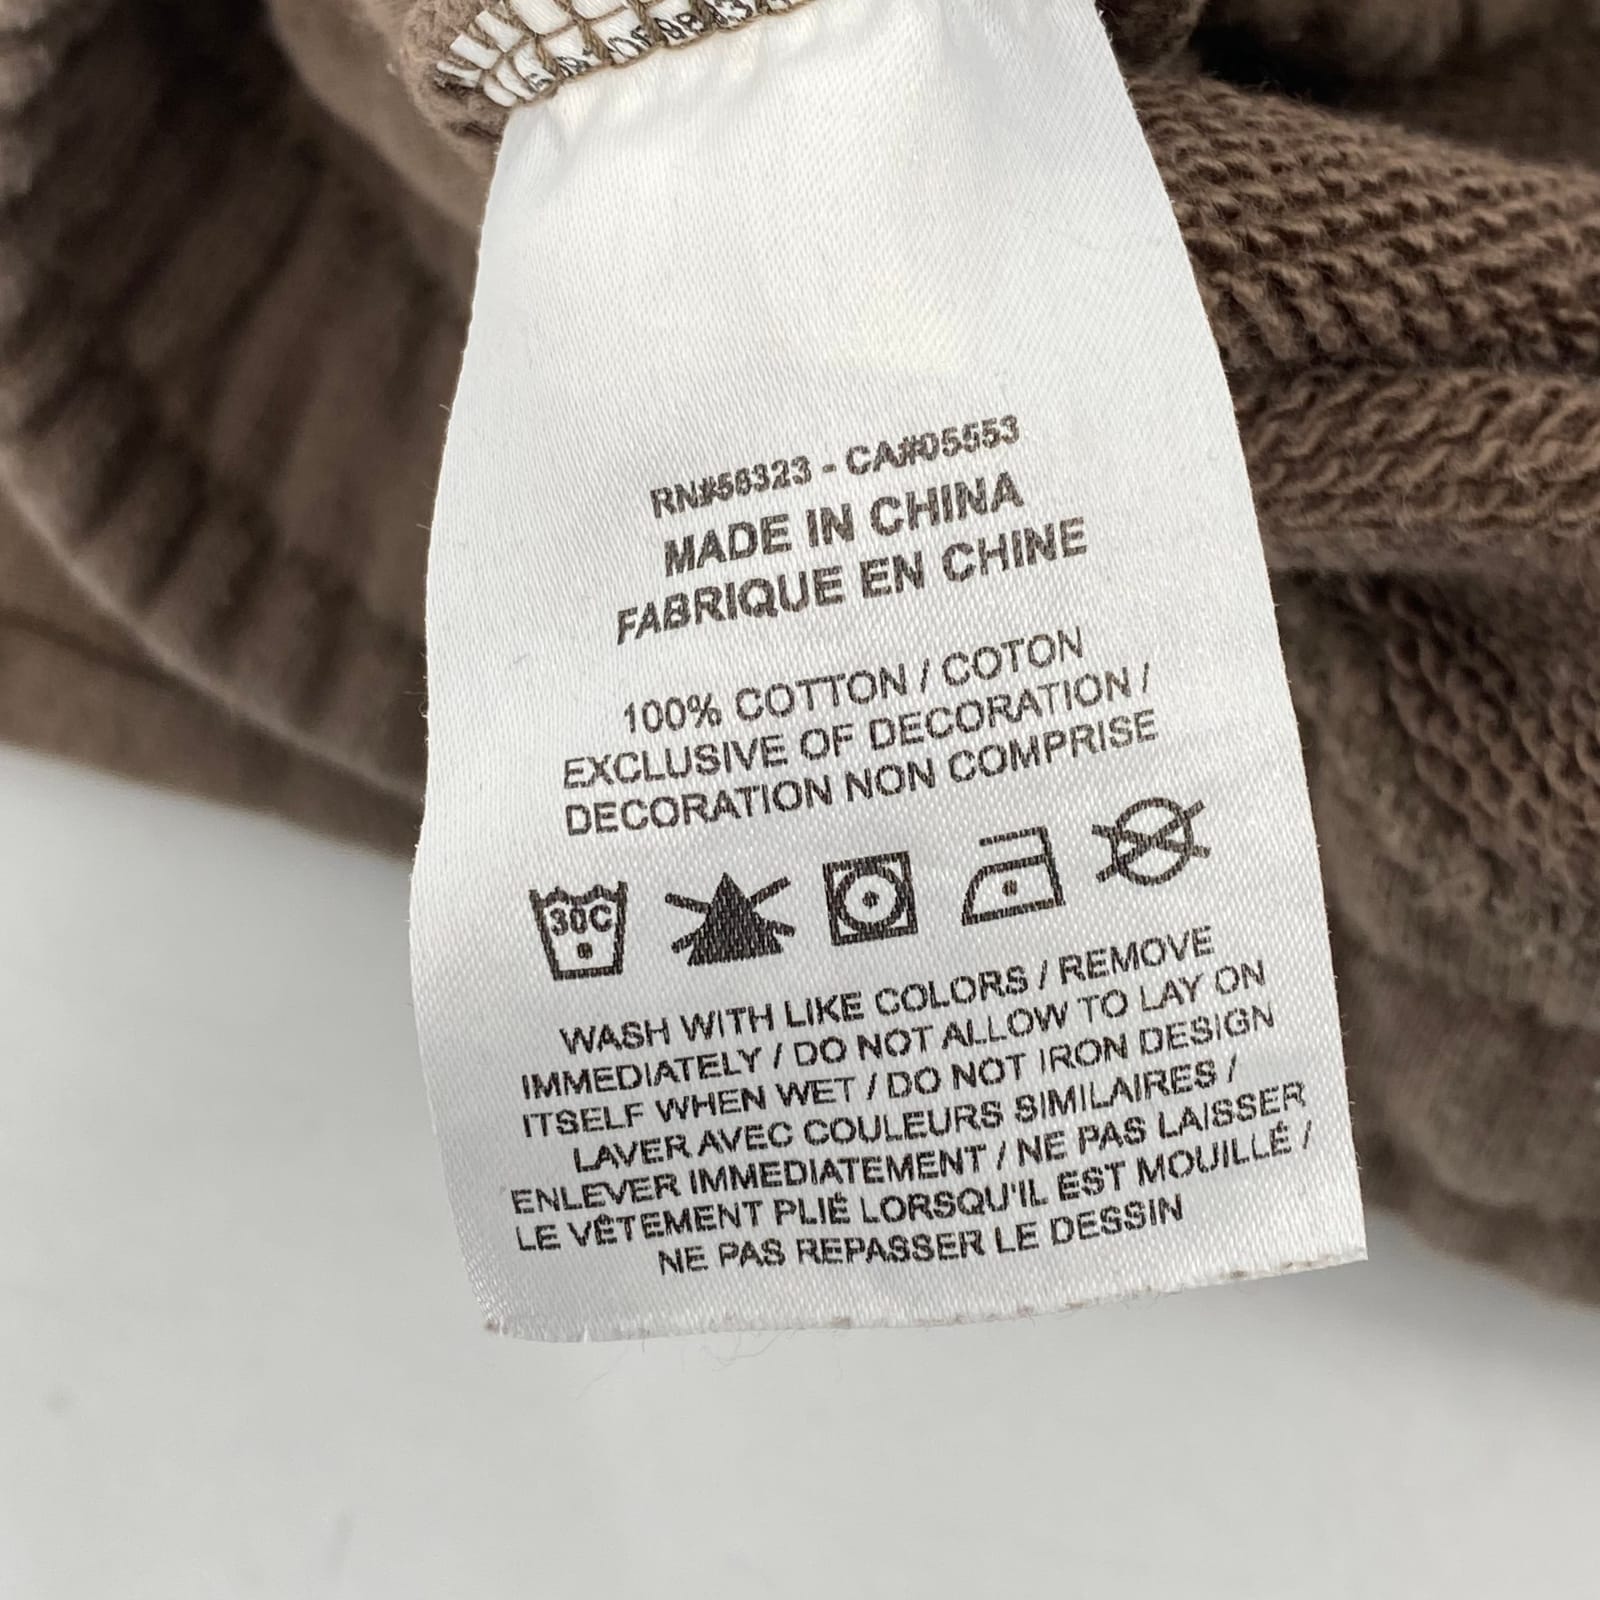 RN#56323 - CA#05553
MADE IN CHINA
FABRIQUE EN CHINE
100% COTTON / COTON
EXCLUSIVE OF DECORATION /
DECORATION NON COMPRISE
30C
WASH WITH LIKE COLORS / REMOVE
IMMEDIATELY / DO NOT ALLOW TO LAY ON
ITSELF WHEN WET / DO NOT IRON DESIGN
LAVER AVEC COULEURS SIMILAIRES /
ENLEVER IMMEDIATEMENT / NE PAS LAISSER
LE VÊTEMENT PLIÉ LORSQU'IL EST MOUILLÉ /
NE PAS REPASSER LE DESSIN